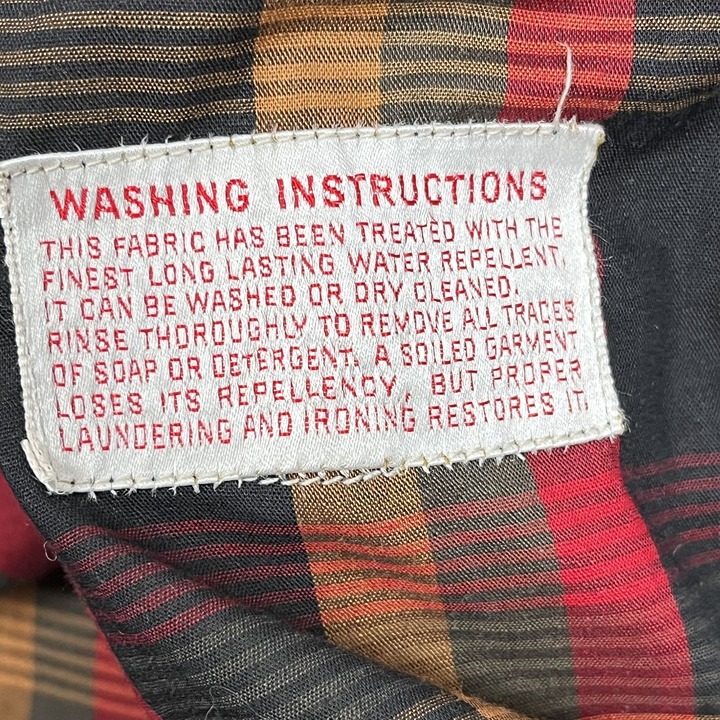 WASHING INSTRUCTIONS
THIS FABRIC HAS BEEN TREATED WITH THE
FINEST LONG LASTING WATER REPELLENT.
IT CAN BE WASHED OR DRY CLEANED.
RINSE THOROUGHLY TO REMOVE ALL TRACES
OF SOAP OR DETERGENT. A SOILED GARMENT
LOSES ITS REPELLENCY, BUT PROPER
LAUNDERING AND IRONING RESTORES IT.